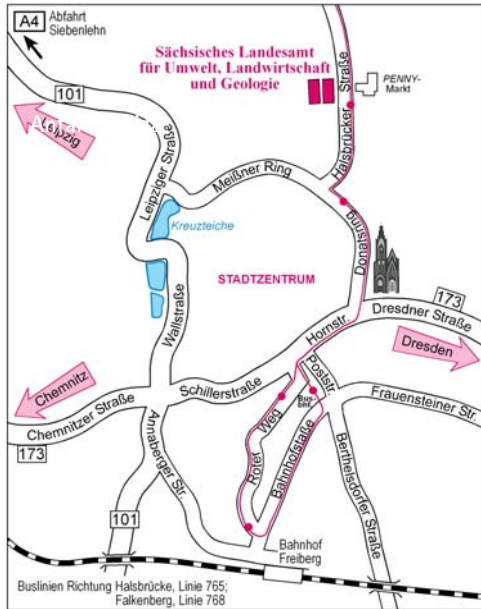 A4
Abfahrt
Siebenlehn
Sächsisches Landesamt
für Umwelt, Landwirtschaft
und Geologie
PENNY-
Markt
Halsbrücker Straße
101
Leipzig
Leipziger Straße
Meißner Ring
Kreuzteiche
Donatsring
STADTZENTRUM
Wallstraße
173
Dresdner Straße
Hornstr.
Dresden
Chemnitz
Schillerstraße
Poststr.
Chemnitzer Straße
173
Frauensteiner Str.
Bus-
bhf.
Roter Weg
Bahnhofstaße
Annaberger Str.
Berthelsdorfer Straße
101
Bahnhof
Freiberg
Buslinien Richtung Halsbrücke, Linie 765;
Falkenberg, Linie 768